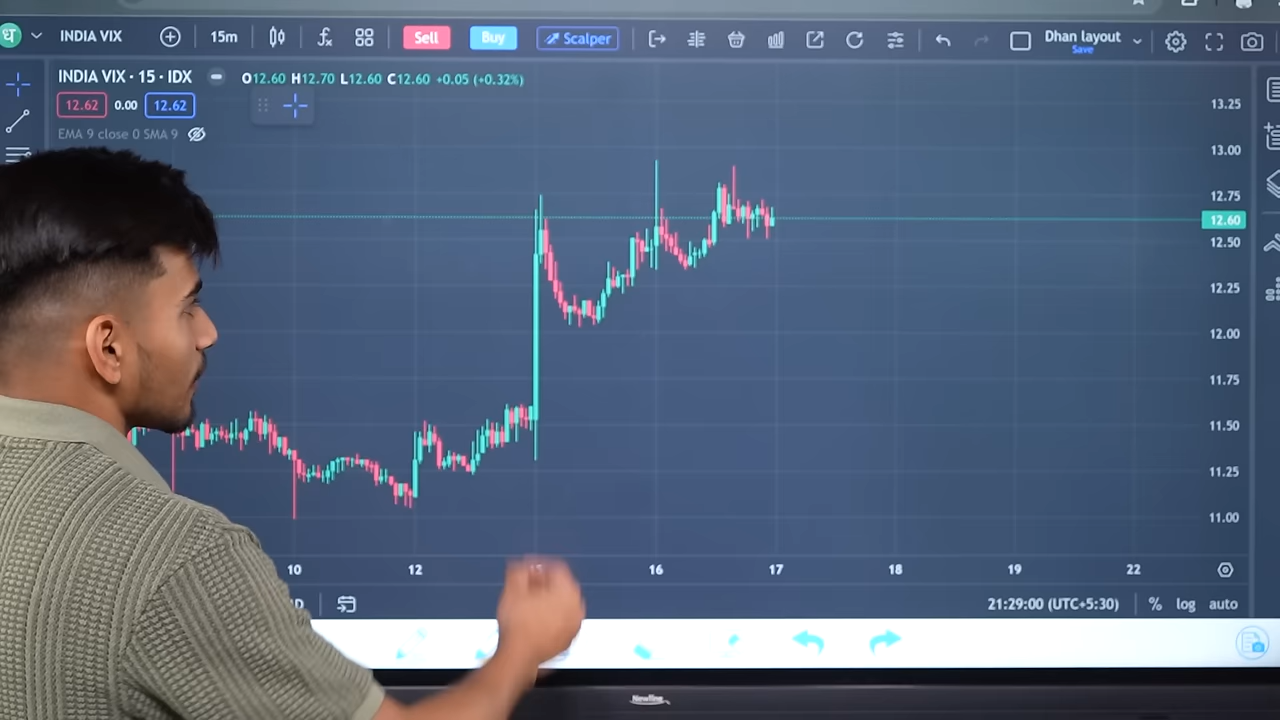 ध INDIA VIX 15m Sell Buy Scalper Dhan layout
Save
INDIA VIX · 15 · IDX O12.60 H12.70 L12.60 C12.60 +0.05 (+0.32%)
12.62 0.00 12.62
EMA 9 close 0 SMA 9
13.25
13.00
12.75
12.60
12.50
12.25
12.00
11.75
11.50
11.25
11.00
10 12 16 17 18 19 22
21:29:00 (UTC+5:30) % log auto
Newline